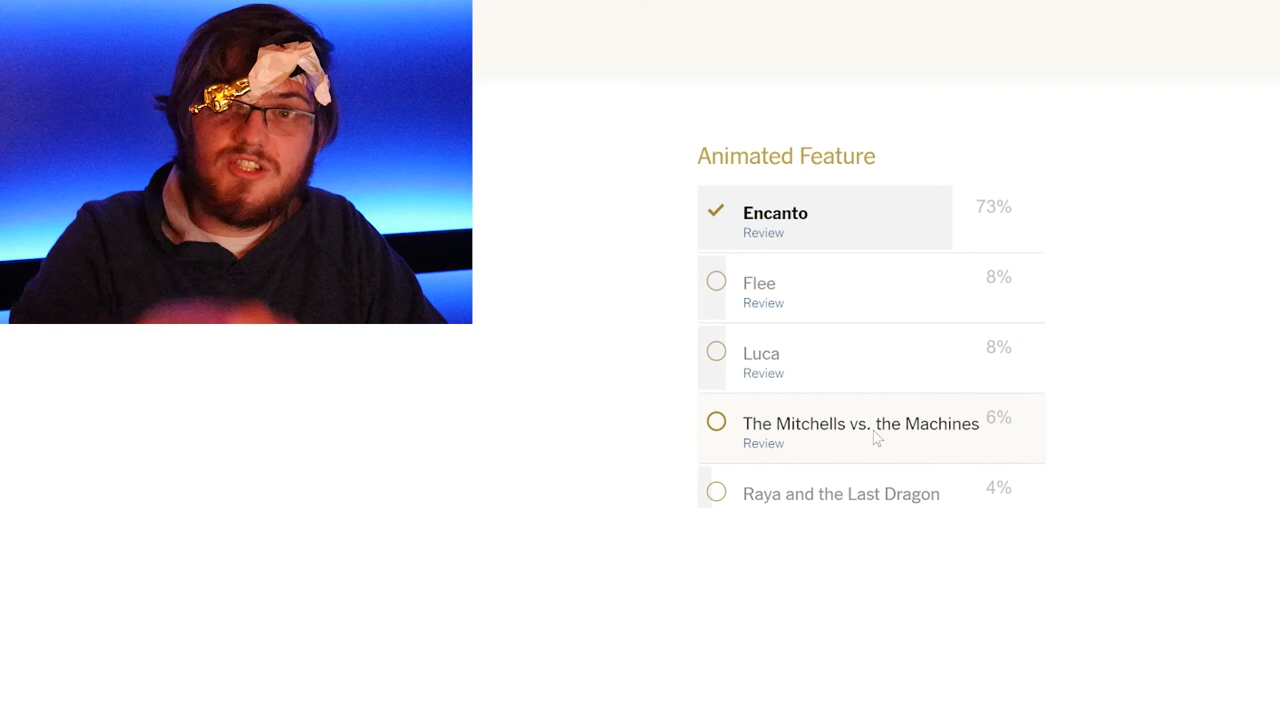 Animated Feature
Encanto 73%
Review
Flee 8%
Review
Luca 8%
Review
The Mitchells vs. the Machines 6%
Review
Raya and the Last Dragon 4%